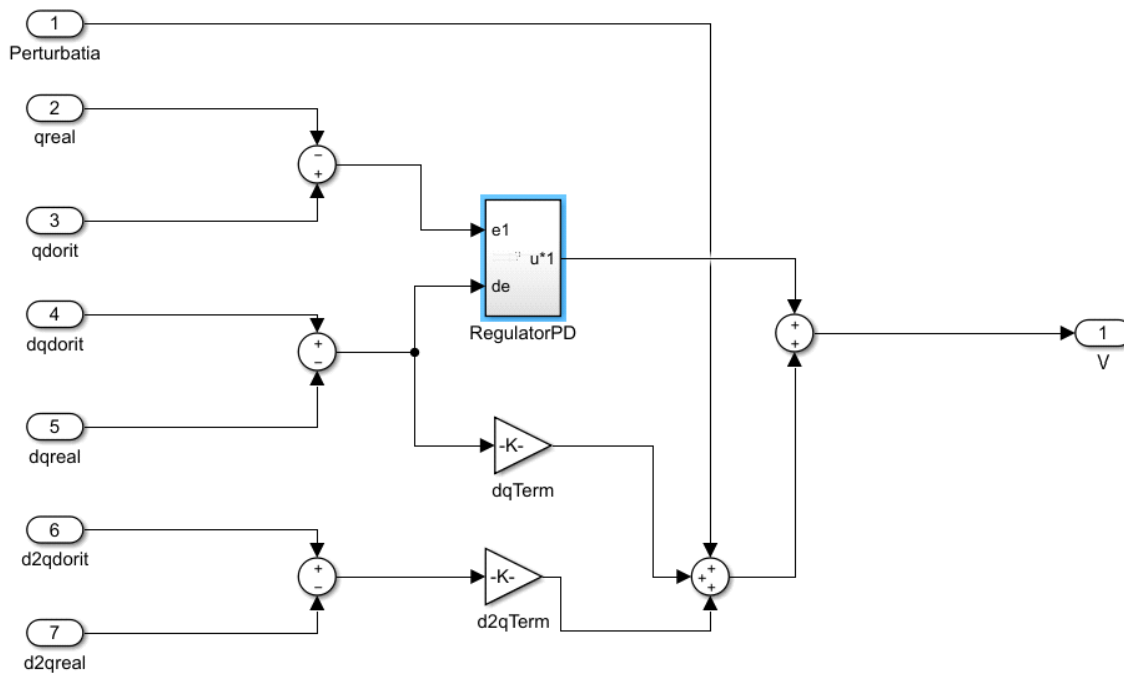 1
Perturbatia
2
qreal
3
qdorit
4
dqdorit
5
dqreal
6
d2qdorit
7
d2qreal
−
+
+
−
+
−
e1
u*1
de
RegulatorPD
-K-
dqTerm
-K-
d2qTerm
+
+
+
+
+
1
V